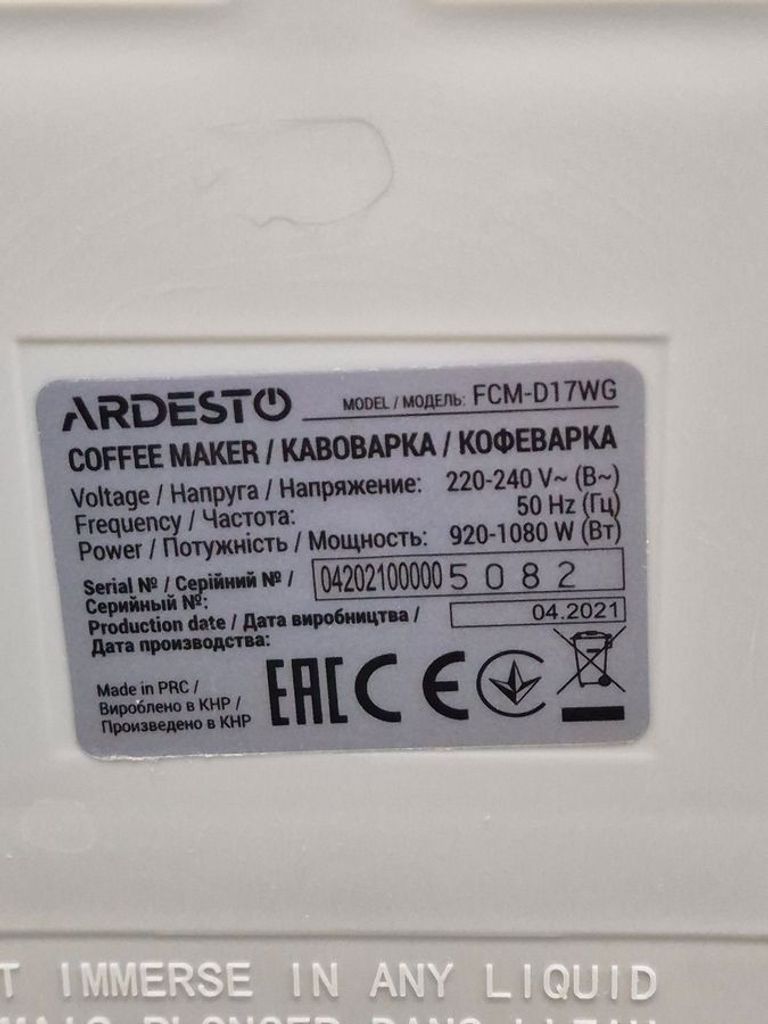 ARDESTO MODEL / МОДЕЛЬ: FCM-D17WG
COFFEE MAKER / КАВОВАРКА / КОФЕВАРКА
Voltage / Напруга / Напряжение: 220-240 V~ (В~)
Frequency / Частота: 50 Hz (Гц)
Power / Потужність / Мощность: 920-1080 W (Вт)
Serial № / Серійний № / 04202100000 5 0 8 2
Серийный №:
Production date / Дата виробництва / 04.2021
Дата производства:
Made in PRC /
Вироблено в КНР /
Произведено в КНР
EAC CE
IMMERSE IN ANY LIQUID